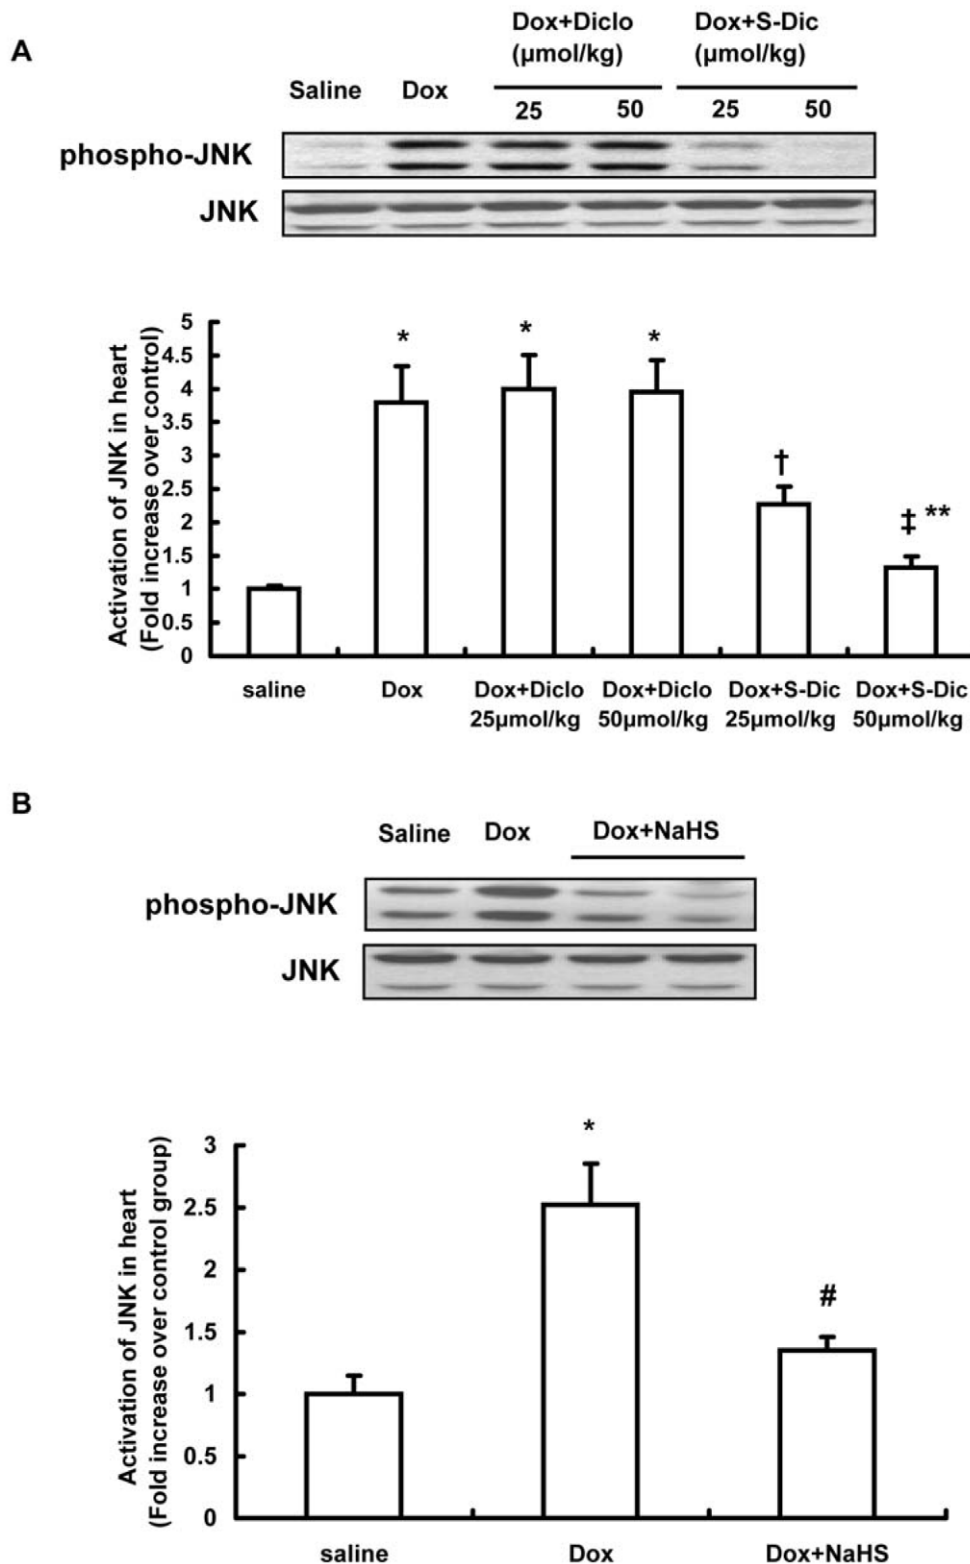 A
Dox+Diclo
(µmol/kg)
Dox+S-Dic
(µmol/kg)
Saline
Dox
25
50
25
50
phospho-JNK
JNK
Activation of JNK in heart
(Fold increase over control)
5
4.5
4
3.5
3
2.5
2
1.5
1
0.5
0
*
*
*
†
‡ **
saline
Dox
Dox+Diclo
25µmol/kg
Dox+Diclo
50µmol/kg
Dox+S-Dic
25µmol/kg
Dox+S-Dic
50µmol/kg
B
Saline
Dox
Dox+NaHS
phospho-JNK
JNK
Activation of JNK in heart
(Fold increase over control group)
3
2.5
2
1.5
1
0.5
0
*
#
saline
Dox
Dox+NaHS